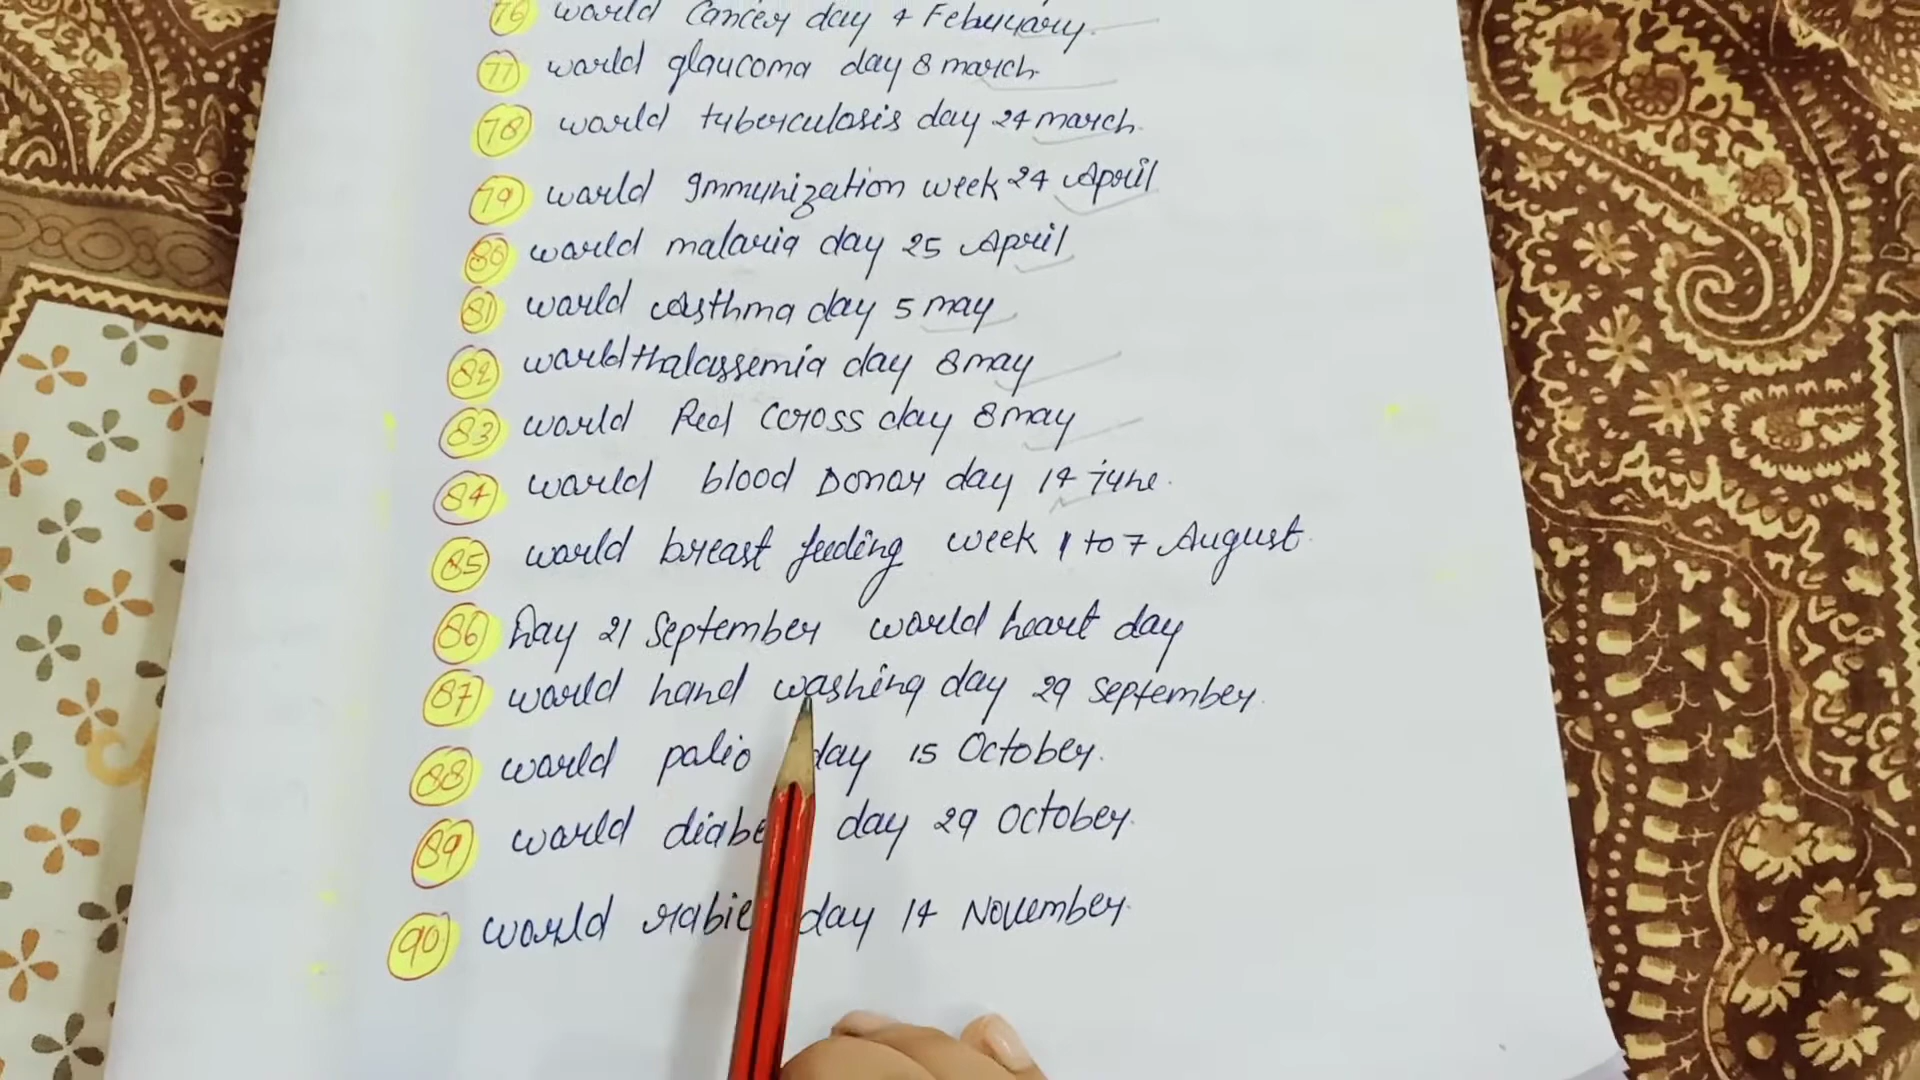 76 world Cancer day 4 February.
77 world glaucoma day 8 march.
78 world tuberculosis day 24 march.
79 world Immunization week 24 April
80 world malaria day 25 April
81 world Asthma day 5 may
82 world thalassemia day 8 may
83 world Red Cross day 8 may
84 world blood Donor day 14 june.
85 world breast feeding week 1 to 7 August.
86 Day 21 September world heart day
87 world hand washing day 29 September.
88 world polio day 15 October.
89 world diabe day 29 October.
90 world rabie day 14 November.